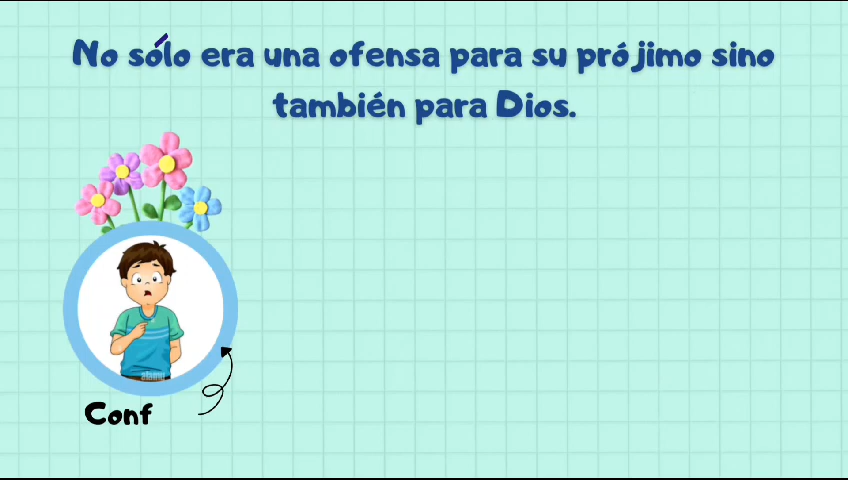 No sólo era una ofensa para su prójimo sino
también para Dios.
Conf